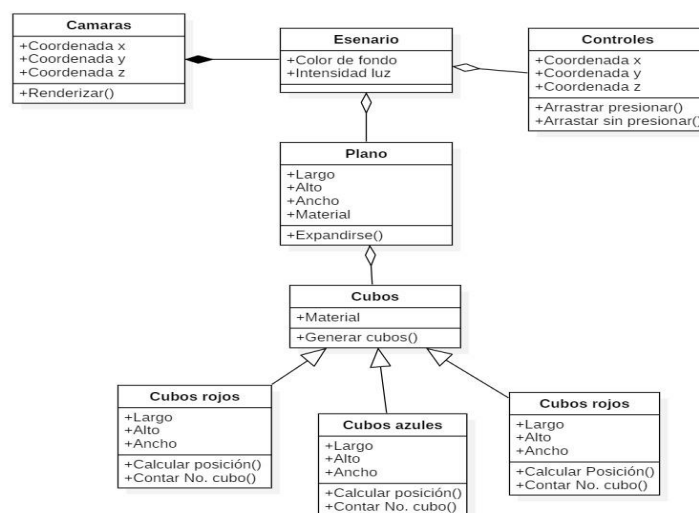 Camaras
+Coordenada x
+Coordenada y
+Coordenada z
+Renderizar()
Esenario
+Color de fondo
+Intensidad luz
Controles
+Coordenada x
+Coordenada y
+Coordenada z
+Arrastrar presionar()
+Arrastar sin presionar()
Plano
+Largo
+Alto
+Ancho
+Material
+Expandirse()
Cubos
+Material
+Generar cubos()
Cubos rojos
+Largo
+Alto
+Ancho
+Calcular posición()
+Contar No. cubo()
Cubos azules
+Largo
+Alto
+Ancho
+Calcular posición()
+Contar No. cubo()
Cubos rojos
+Largo
+Alto
+Ancho
+Calcular Posición()
+Contar No. cubo()